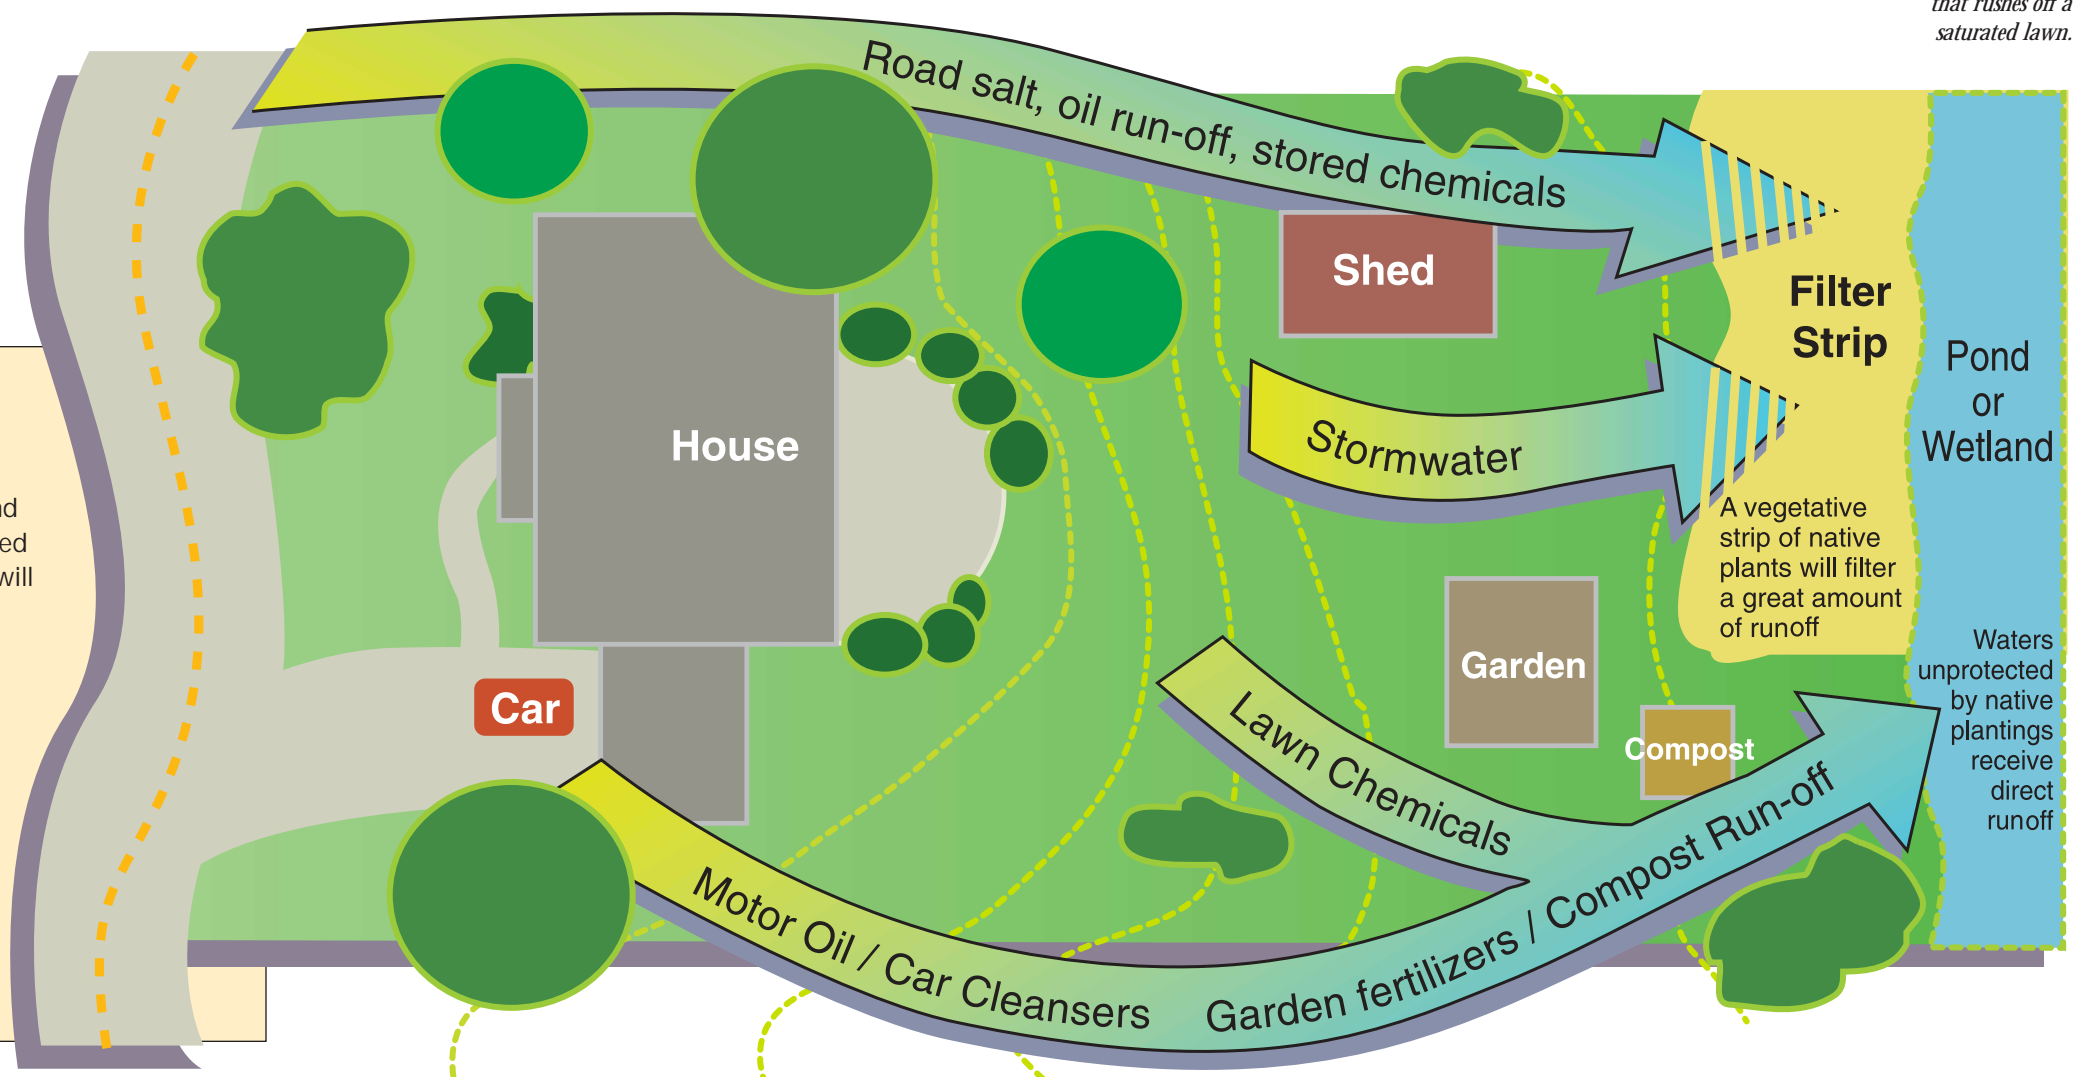 that rushes off a
saturated lawn.
Road salt, oil run-off, stored chemicals
Shed
Filter
Strip
Pond
or
Wetland
House
Stormwater
A vegetative
strip of native
plants will filter
a great amount
of runoff
will
Waters
unprotected
by native
plantings
receive
direct
runoff
Garden
Car
Lawn Chemicals
Compost
Motor Oil / Car Cleansers
Garden fertilizers / Compost Run-off